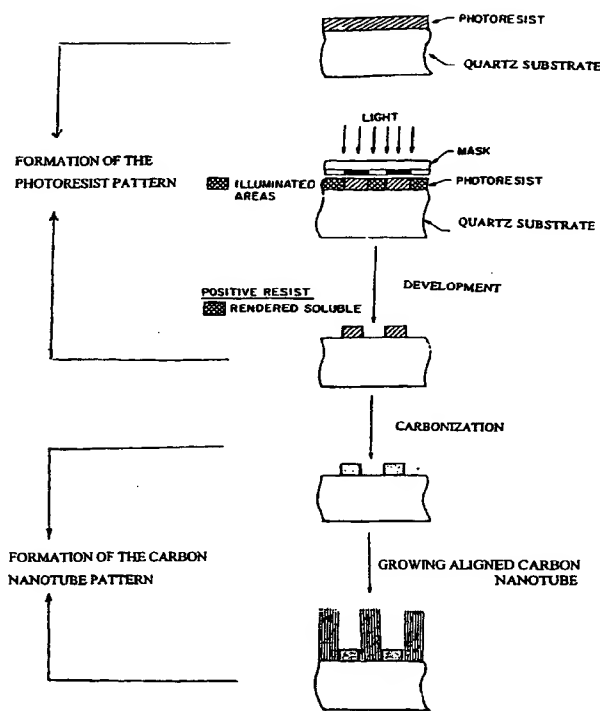 PHOTORESIST
QUARTZ SUBSTRATE
LIGHT
MASK
FORMATION OF THE
PHOTORESIST PATTERN
ILLUMINATED
AREAS
PHOTORESIST
QUARTZ SUBSTRATE
DEVELOPMENT
POSITIVE RESIST
RENDERED SOLUBLE
CARBONIZATION
FORMATION OF THE CARBON
NANOTUBE PATTERN
GROWING ALIGNED CARBON
NANOTUBE